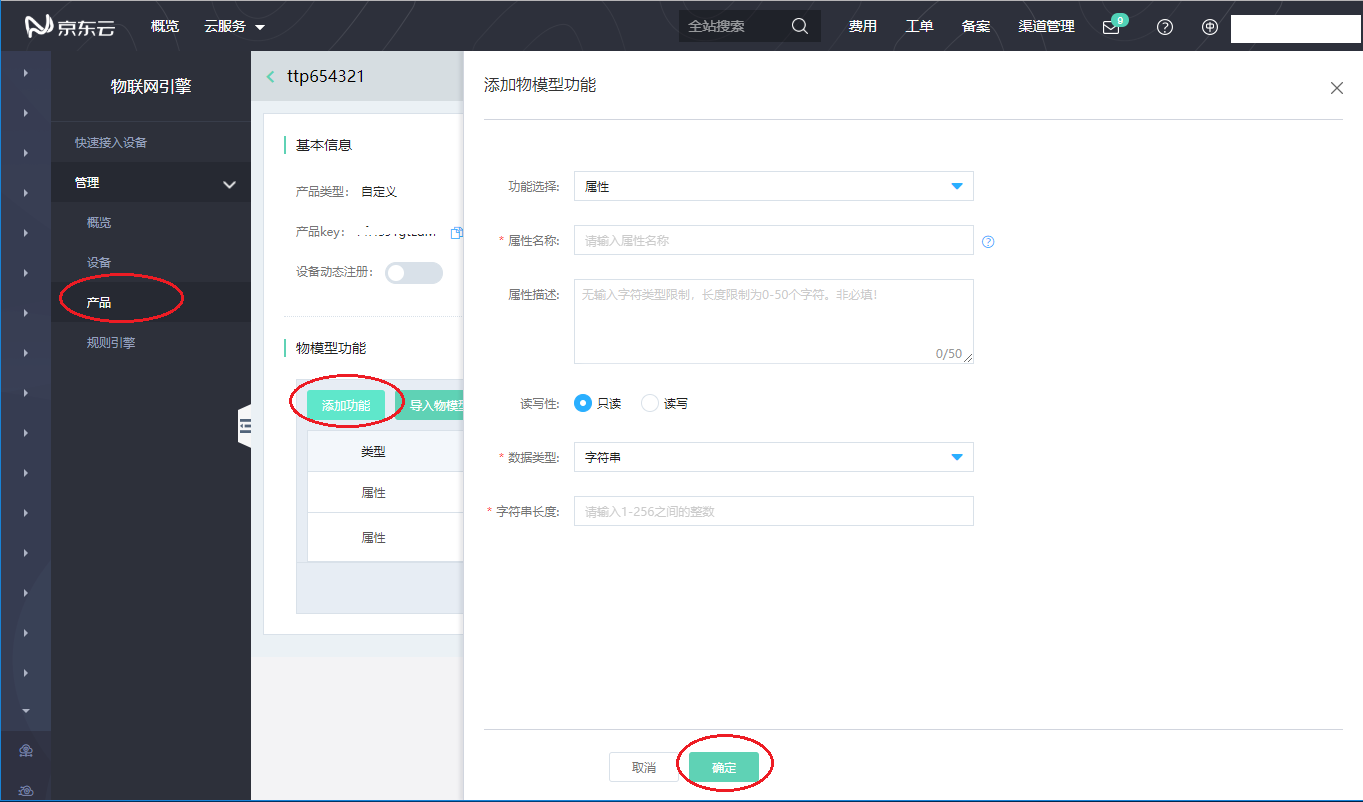 京东云
概览
云服务
全站搜索
费用
工单
备案
渠道管理
物联网引擎
快速接入设备
管理
概览
设备
产品
规则引擎
ttp654321
基本信息
产品类型: 自定义
产品key:
设备动态注册:
物模型功能
添加功能
导入物模型
类型
属性
属性
添加物模型功能
功能选择: 属性
* 属性名称: 请输入属性名称
属性描述: 无输入字符类型限制，长度限制为0-50个字符。非必填!
0/50
读写性: 只读 读写
* 数据类型: 字符串
* 字符串长度: 请输入1-256之间的整数
取消
确定